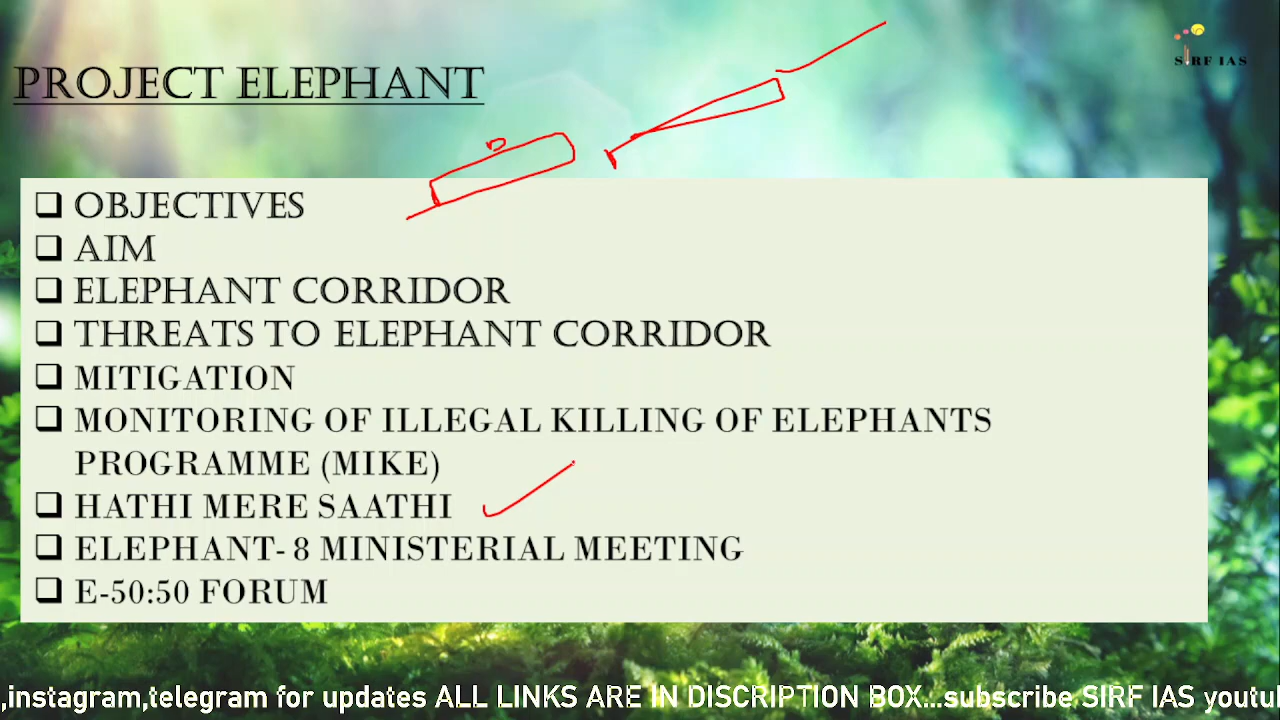 PROJECT ELEPHANT
SIRF IAS
OBJECTIVES
AIM
ELEPHANT CORRIDOR
THREATS TO ELEPHANT CORRIDOR
MITIGATION
MONITORING OF ILLEGAL KILLING OF ELEPHANTS
PROGRAMME (MIKE)
HATHI MERE SAATHI
ELEPHANT- 8 MINISTERIAL MEETING
E-50:50 FORUM
,instagram,telegram for updates ALL LINKS ARE IN DISCRIPTION BOX...subscribe SIRF IAS youtu